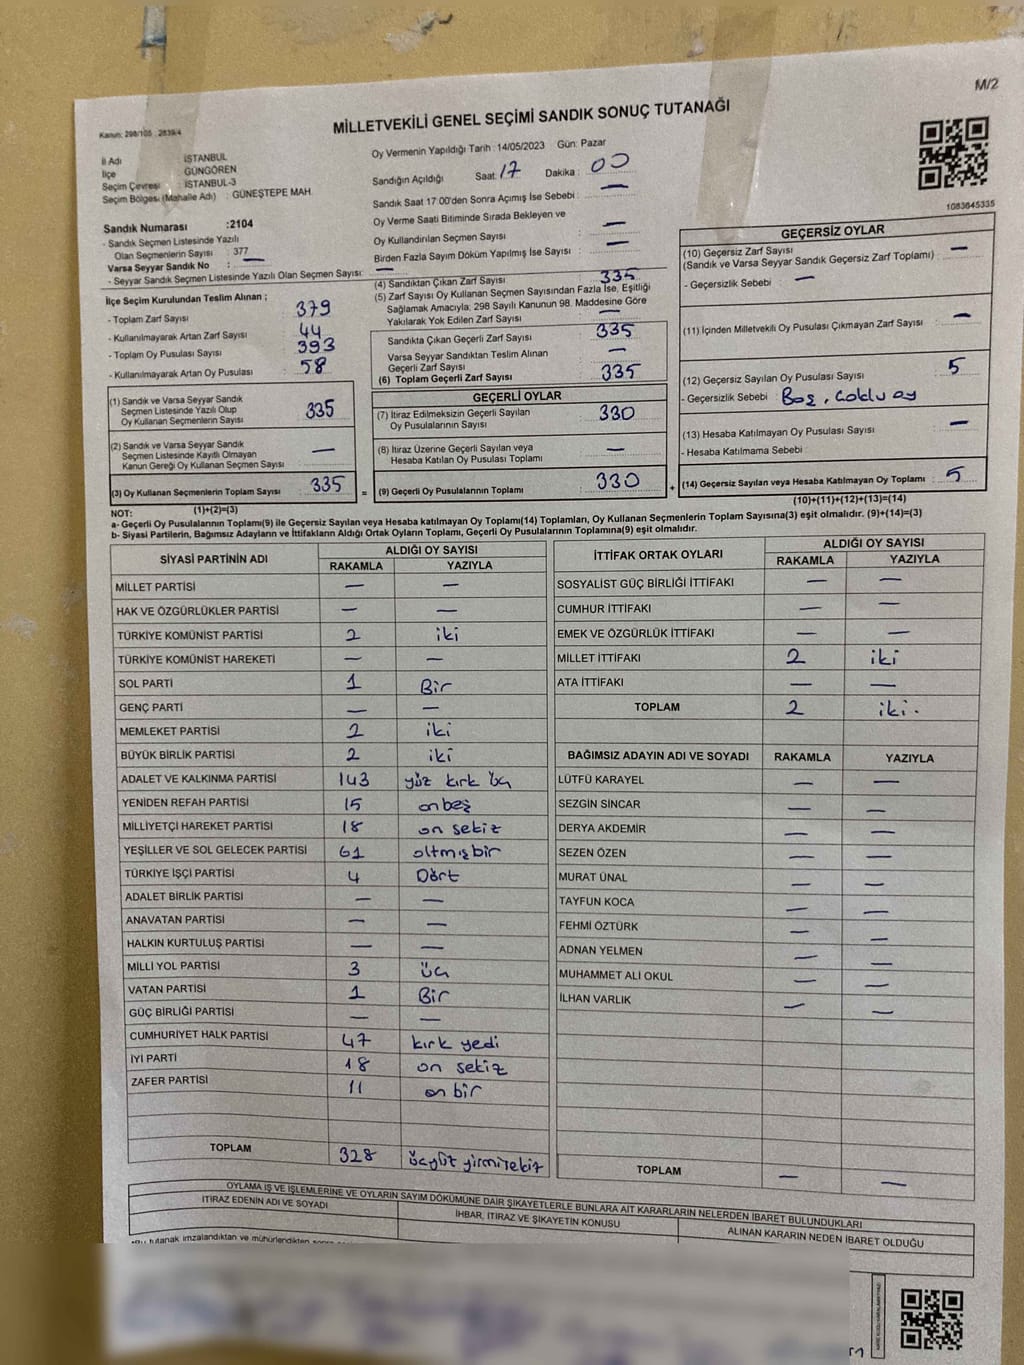 M/2
Kanun: 298/105 , 2839/4
MİLLETVEKİLİ GENEL SEÇİMİ SANDIK SONUÇ TUTANAĞI
İl Adı : İSTANBUL
İlçe : GÜNGÖREN
Seçim Çevresi : İSTANBUL-3
Seçim Bölgesi (Mahalle Adı) : GÜNEŞTEPE MAH.
Sandık Numarası :2104
- Sandık Seçmen Listesinde Yazılı
Olan Seçmenlerin Sayısı : 377
Varsa Seyyar Sandık No : —
- Seyyar Sandık Seçmen Listesinde Yazılı Olan Seçmen Sayısı: —
Oy Vermenin Yapıldığı Tarih : 14/05/2023 Gün: Pazar
Sandığın Açıldığı Saat: 17 Dakika : 00
Sandık Saat 17:00'den Sonra Açımış İse Sebebi : —
Oy Verme Saati Bitiminde Sırada Bekleyen ve
Oy Kullandırılan Seçmen Sayısı : —
Birden Fazla Sayım Döküm Yapılmış İse Sayısı : —
1083645335
İlçe Seçim Kurulundan Teslim Alınan ;
- Toplam Zarf Sayısı : 379
- Kullanılmayarak Artan Zarf Sayısı : 44
- Toplam Oy Pusulası Sayısı : 393
- Kullanılmayarak Artan Oy Pusulası : 58
(4) Sandıktan Çıkan Zarf Sayısı : 335
(5) Zarf Sayısı Oy Kullanan Seçmen Sayısından Fazla İse, Eşitliği
Sağlamak Amacıyla, 298 Sayılı Kanunun 98. Maddesine Göre
Yakılarak Yok Edilen Zarf Sayısı : —
Sandıkta Çıkan Geçerli Zarf Sayısı : 335
Varsa Seyyar Sandıktan Teslim Alınan
Geçerli Zarf Sayısı : —
(6) Toplam Geçerli Zarf Sayısı : 335
GEÇERSİZ OYLAR
(10) Geçersiz Zarf Sayısı : —
(Sandık ve Varsa Seyyar Sandık Geçersiz Zarf Toplamı)
- Geçersizlik Sebebi : —
(11) İçinden Milletvekili Oy Pusulası Çıkmayan Zarf Sayısı : —
(12) Geçersiz Sayılan Oy Pusulası Sayısı : 5
- Geçersizlik Sebebi : Boş,
(13) Hesaba Katılmayan Oy Pusulası Sayısı : —
- Hesaba Katılmama Sebebi :
(14) Geçersiz Sayılan veya Hesaba Katılmayan Oy Toplamı : 5
(10)+(11)+(12)+(13)=(14)
(1) Sandık ve Varsa Seyyar Sandık
Seçmen Listesinde Yazılı Olup
Oy Kullanan Seçmenlerin Sayısı : 335
(2) Sandık ve Varsa Seyyar Sandık
Seçmen Listesinde Kayıtlı Olmayan
Kanun Gereği Oy Kullanan Seçmen Sayısı : —
(3) Oy Kullanan Seçmenlerin Toplam Sayısı : 335 =
(1)+(2)=(3)
GEÇERLİ OYLAR
(7) İtiraz Edilmeksizin Geçerli Sayılan
Oy Pusulalarının Sayısı : 330
(8) İtiraz Üzerine Geçerli Sayılan veya
Hesaba Katılan Oy Pusulası Toplamı : —
(9) Geçerli Oy Pusulalarının Toplamı : 330 +
NOT:
a- Geçerli Oy Pusulalarının Toplamı(9) ile Geçersiz Sayılan veya Hesaba katılmayan Oy Toplamı(14) Toplamları, Oy Kullanan Seçmenlerin Toplam Sayısına(3) eşit olmalıdır. (9)+(14)=(3)
b- Siyasi Partilerin, Bağımsız Adayların ve İttifakların Aldığı Ortak Oyların Toplamı, Geçerli Oy Pusulalarının Toplamına(9) eşit olmalıdır.
SİYASİ PARTİNİN ADI ALDIĞI OY SAYISI
RAKAMLA YAZIYLA
MİLLET PARTİSİ — —
HAK VE ÖZGÜRLÜKLER PARTİSİ — —
TÜRKİYE KOMÜNİST PARTİSİ 2 iki
TÜRKİYE KOMÜNİST HAREKETİ — —
SOL PARTİ 1 Bir
GENÇ PARTİ — —
MEMLEKET PARTİSİ 2 iki
BÜYÜK BİRLİK PARTİSİ 2 iki
ADALET VE KALKINMA PARTİSİ 143 yüz kırk üç
YENİDEN REFAH PARTİSİ 15 onbeş
MİLLİYETÇİ HAREKET PARTİSİ 18 on sekiz
YEŞİLLER VE SOL GELECEK PARTİSİ 61 altmışbir
TÜRKİYE İŞÇİ PARTİSİ 4 Dört
ADALET BİRLİK PARTİSİ — —
ANAVATAN PARTİSİ — —
HALKIN KURTULUŞ PARTİSİ — —
MİLLİ YOL PARTİSİ 3 üç
VATAN PARTİSİ 1 Bir
GÜÇ BİRLİĞİ PARTİSİ — —
CUMHURİYET HALK PARTİSİ 47 kırk yedi
İYİ PARTİ 18 on sekiz
ZAFER PARTİSİ 11 on bir
TOPLAM 328 üçyüz yirmisekiz
İTTİFAK ORTAK OYLARI ALDIĞI OY SAYISI
RAKAMLA YAZIYLA
SOSYALİST GÜÇ BİRLİĞİ İTTİFAKI — —
CUMHUR İTTİFAKI — —
EMEK VE ÖZGÜRLÜK İTTİFAKI — —
MİLLET İTTİFAKI 2 iki
ATA İTTİFAKI — —
TOPLAM 2 iki.
BAĞIMSIZ ADAYIN ADI VE SOYADI RAKAMLA YAZIYLA
LÜTFÜ KARAYEL — —
SEZGİN SİNCAR — —
DERYA AKDEMİR — —
SEZEN ÖZEN — —
MURAT ÜNAL — —
TAYFUN KOCA — —
FEHMİ ÖZTÜRK — —
ADNAN YELMEN — —
MUHAMMET ALİ OKUL — —
İLHAN VARLIK — —
TOPLAM — —
OYLAMA İŞ VE İŞLEMLERİNE VE OYLARIN SAYIM DÖKÜMÜNE DAİR ŞİKAYETLERLE BUNLARA AİT KARARLARIN NELERDEN İBARET BULUNDUKLARI
İTİRAZ EDENİN ADI VE SOYADI İHBAR, İTİRAZ VE ŞİKAYETİN KONUSU ALINAN KARARIN NEDEN İBARET OLDUĞU
tutanak imzalandıktan ve mühürlendikten